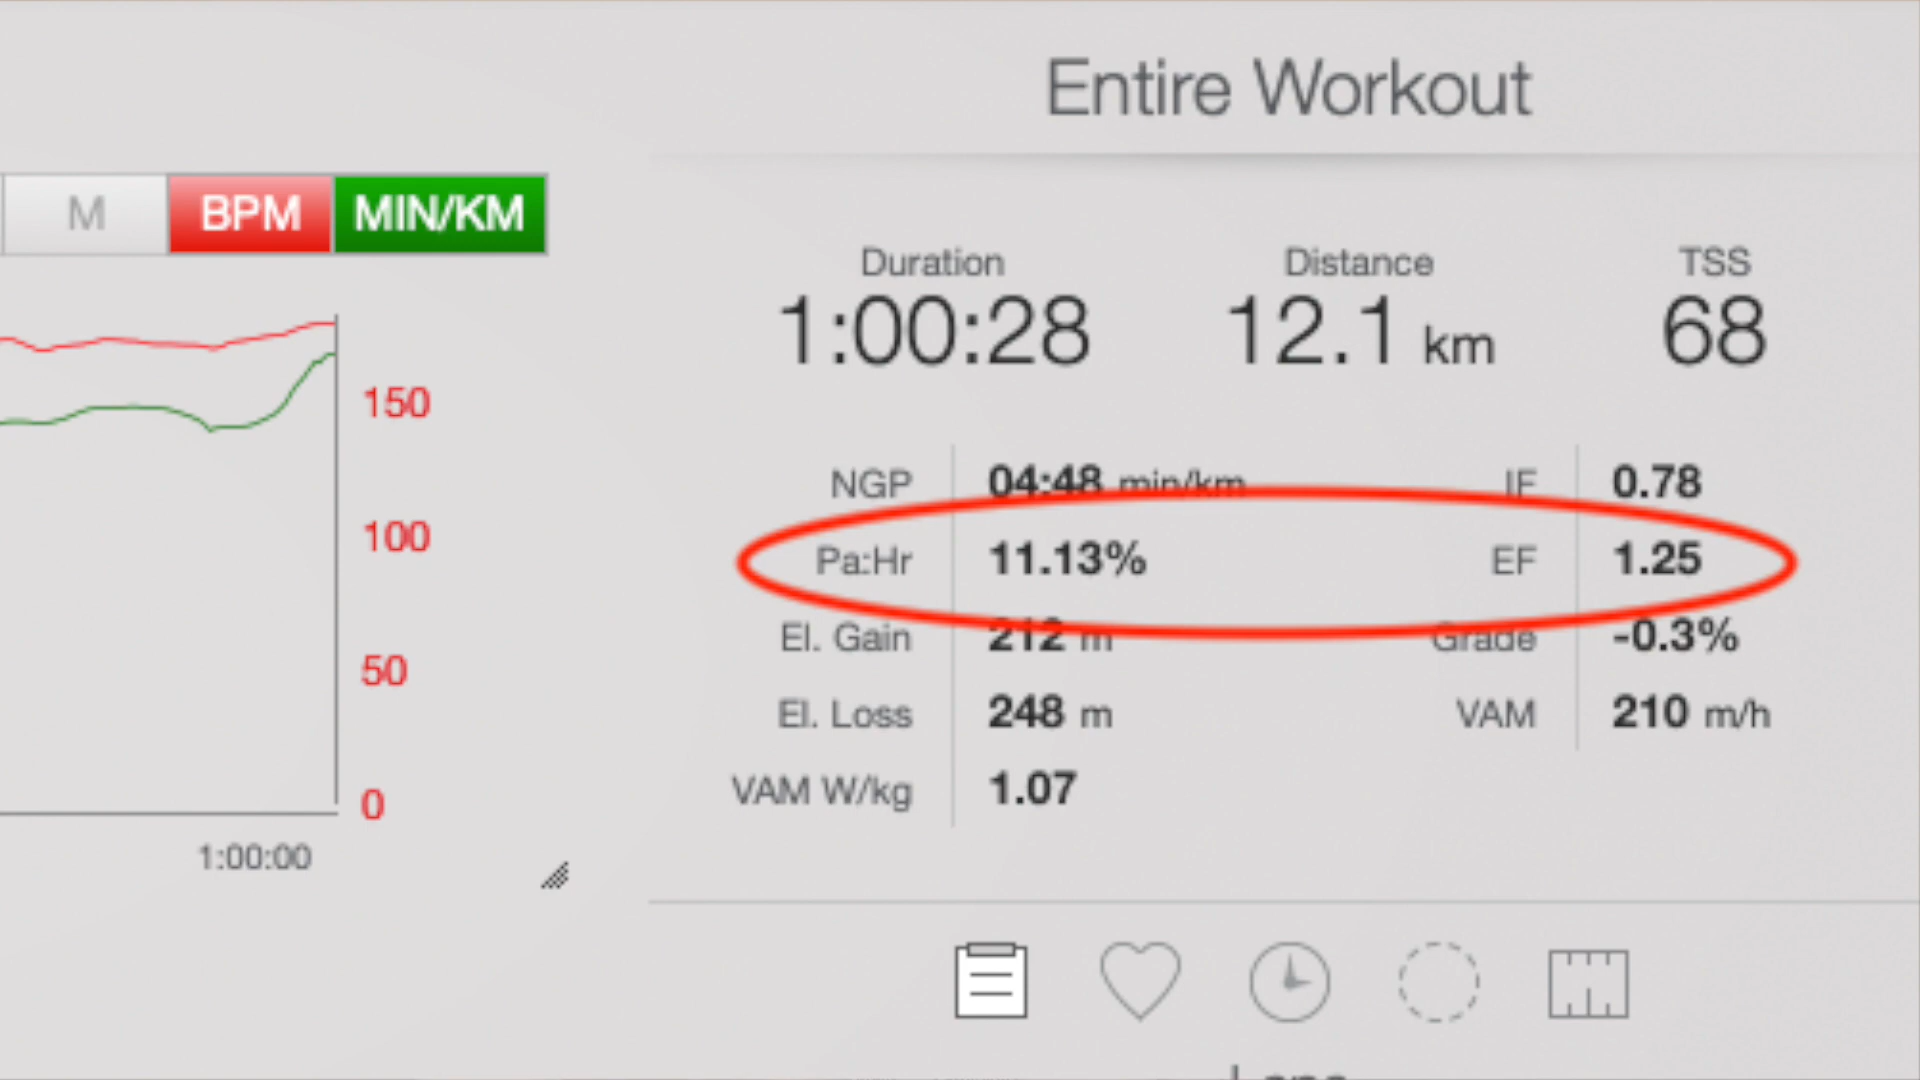 Entire Workout
M BPM MIN/KM
Duration Distance TSS
1:00:28 12.1 km 68
150
100
50
0
1:00:00
NGP 04:48 min/km IF 0.78
Pa:Hr 11.13% EF 1.25
El. Gain 212 m Grade -0.3%
El. Loss 248 m VAM 210 m/h
VAM W/kg 1.07